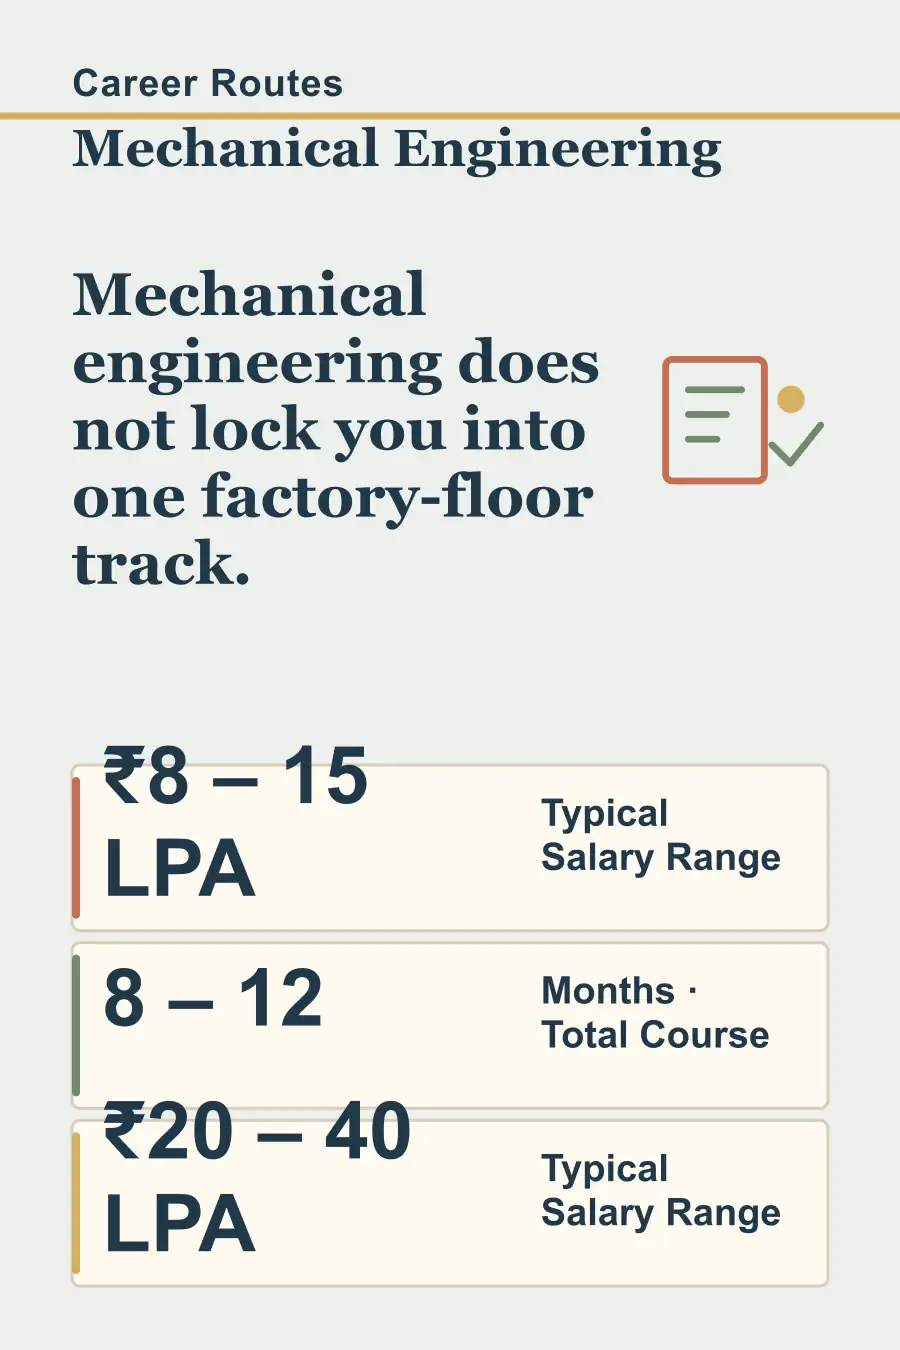 Career Routes
Mechanical Engineering
Mechanical
engineering does
not lock you into
one factory-floor
track.
₹8 – 15
LPA
Typical
Salary Range
8 – 12
Months ·
Total Course
₹20 – 40
LPA
Typical
Salary Range